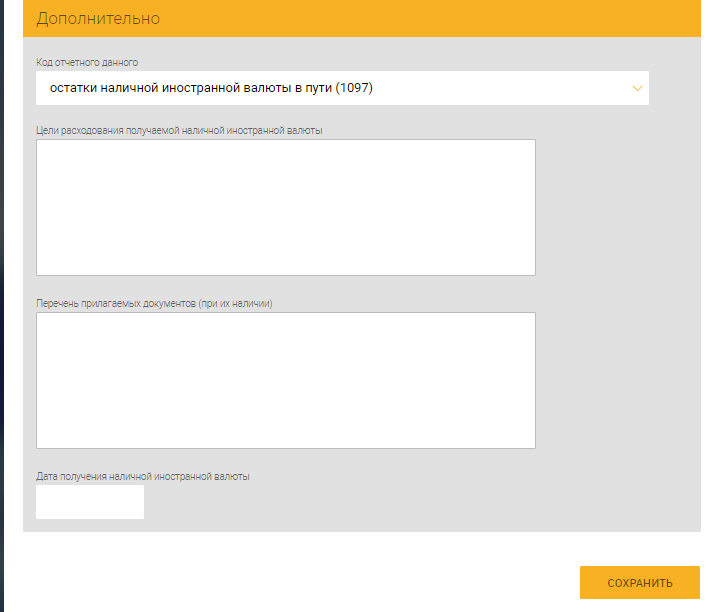 Дополнительно
Код отчетного данного
остатки наличной иностранной валюты в пути (1097)
Цели расходования получаемой наличной иностранной валюты
Перечень прилагаемых документов (при их наличии)
Дата получения наличной иностранной валюты
СОХРАНИТЬ